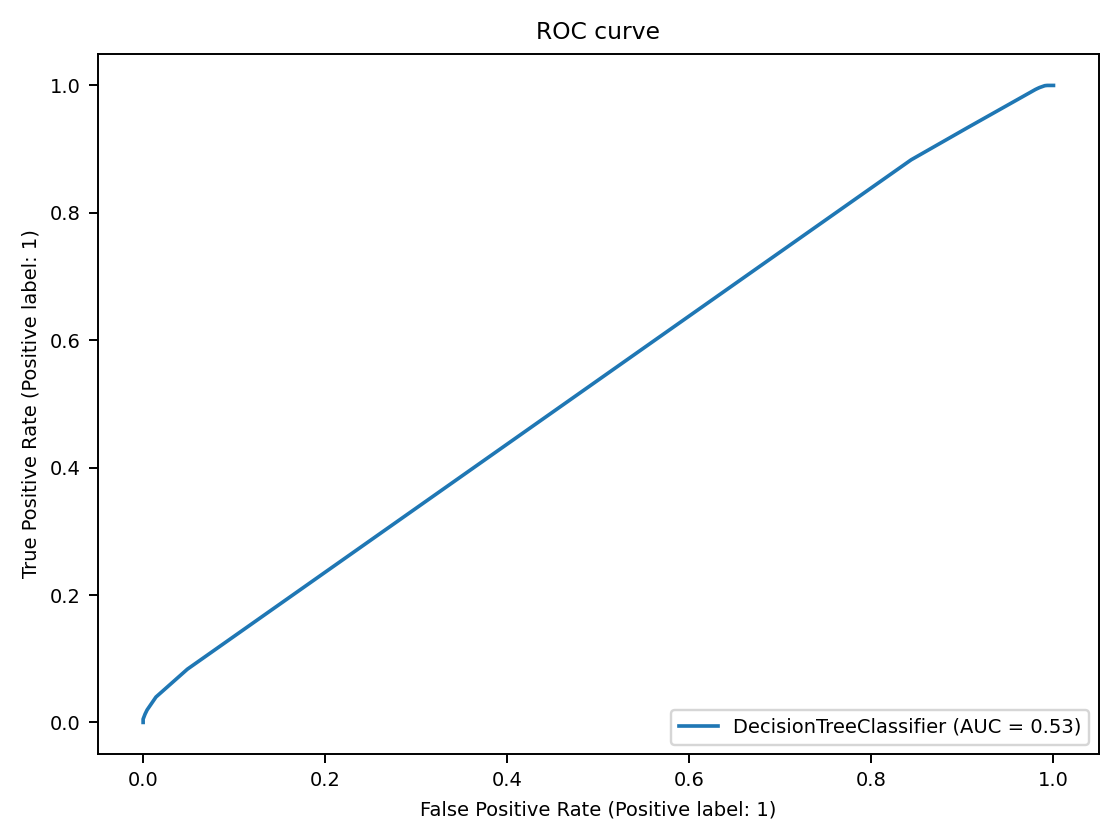 ROC curve
True Positive Rate (Positive label: 1)
1.0
0.8
0.6
0.4
0.2
0.0
DecisionTreeClassifier (AUC = 0.53)
0.0 0.2 0.4 0.6 0.8 1.0
False Positive Rate (Positive label: 1)